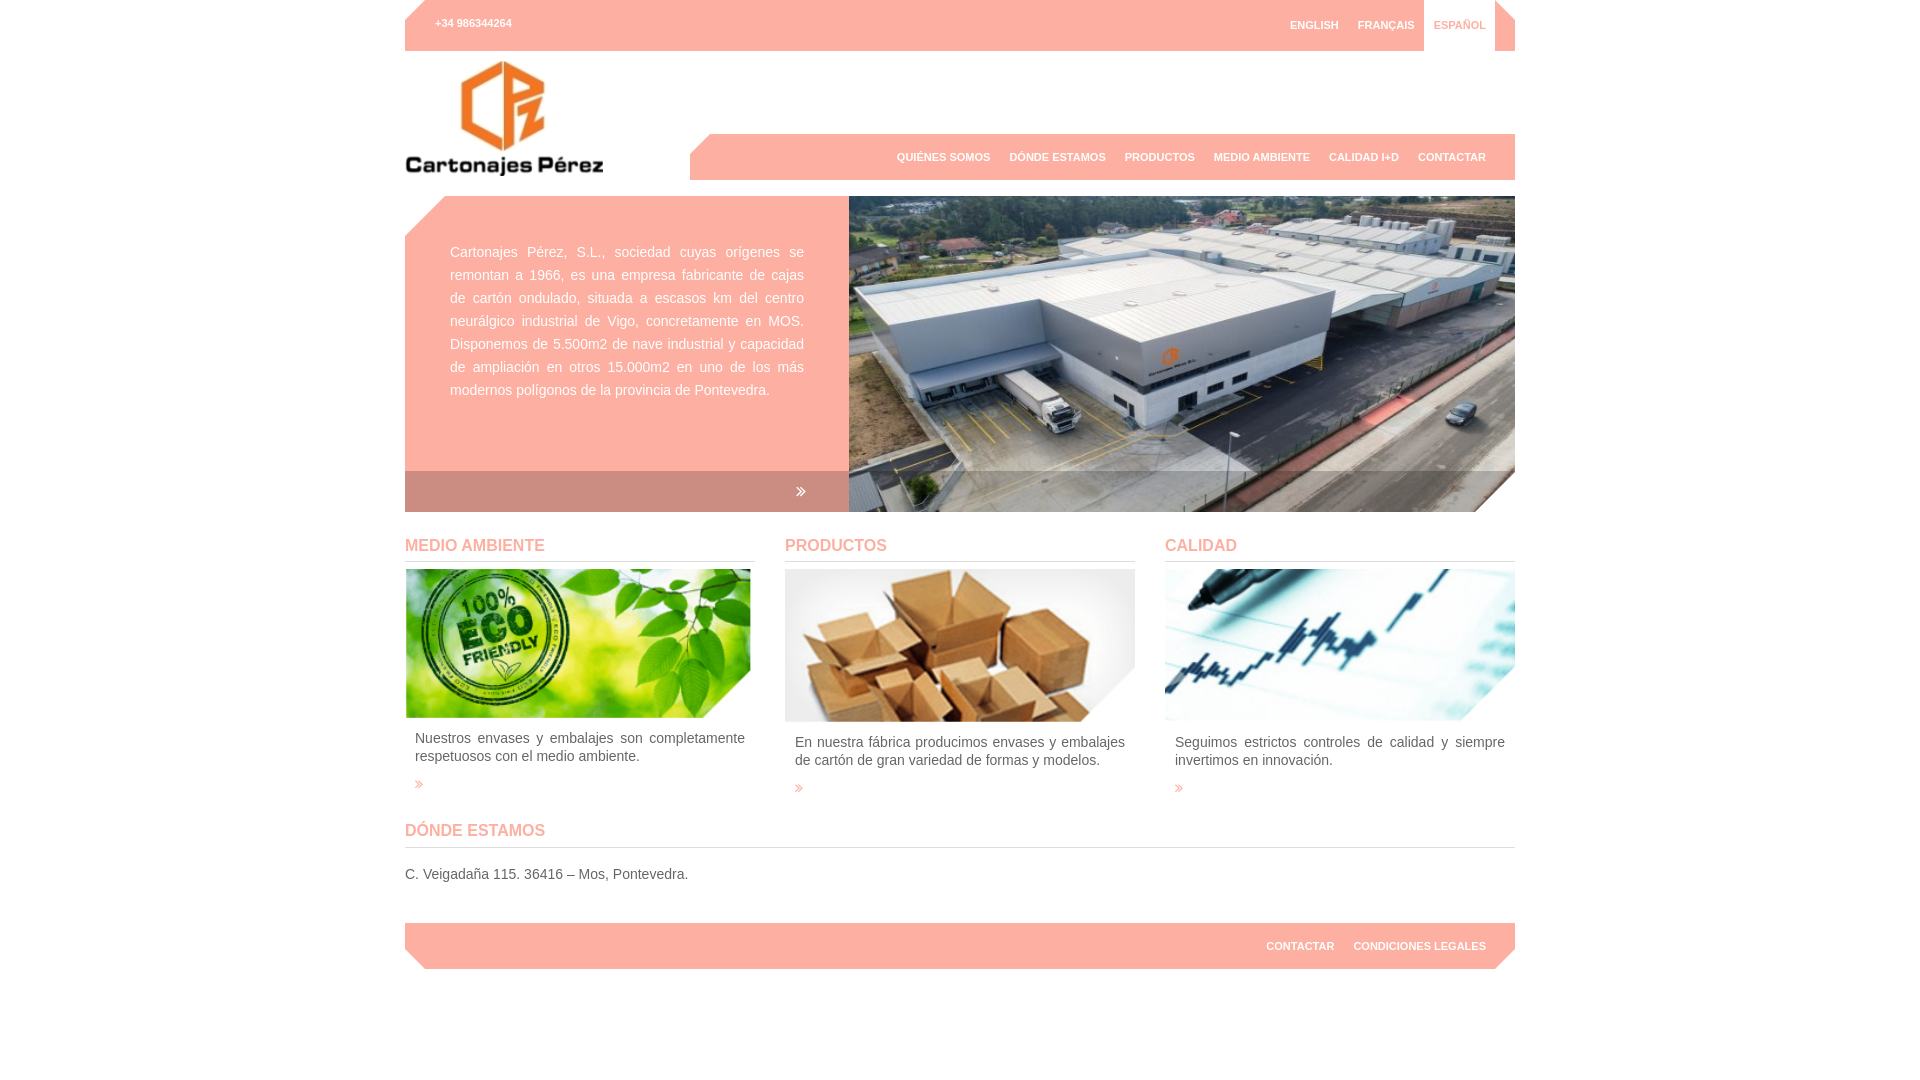 +34 986344264
ENGLISH FRANÇAIS ESPAÑOL
CPZ
Cartonajes Pérez
QUIÉNES SOMOS DÓNDE ESTAMOS PRODUCTOS MEDIO AMBIENTE CALIDAD I+D CONTACTAR
Cartonajes Pérez, S.L., sociedad cuyas orígenes se
remontan a 1966, es una empresa fabricante de cajas
de cartón ondulado, situada a escasos km del centro
neurálgico industrial de Vigo, concretamente en MOS.
Disponemos de 5.500m2 de nave industrial y capacidad
de ampliación en otros 15.000m2 en uno de los más
modernos polígonos de la provincia de Pontevedra.
Cartonajes Pérez S.L.
MEDIO AMBIENTE
100%
ECO
FRIENDLY
Nuestros envases y embalajes son completamente
respetuosos con el medio ambiente.
PRODUCTOS
En nuestra fábrica producimos envases y embalajes
de cartón de gran variedad de formas y modelos.
CALIDAD
Seguimos estrictos controles de calidad y siempre
invertimos en innovación.
DÓNDE ESTAMOS
C. Veigadaña 115. 36416 – Mos, Pontevedra.
CONTACTAR CONDICIONES LEGALES